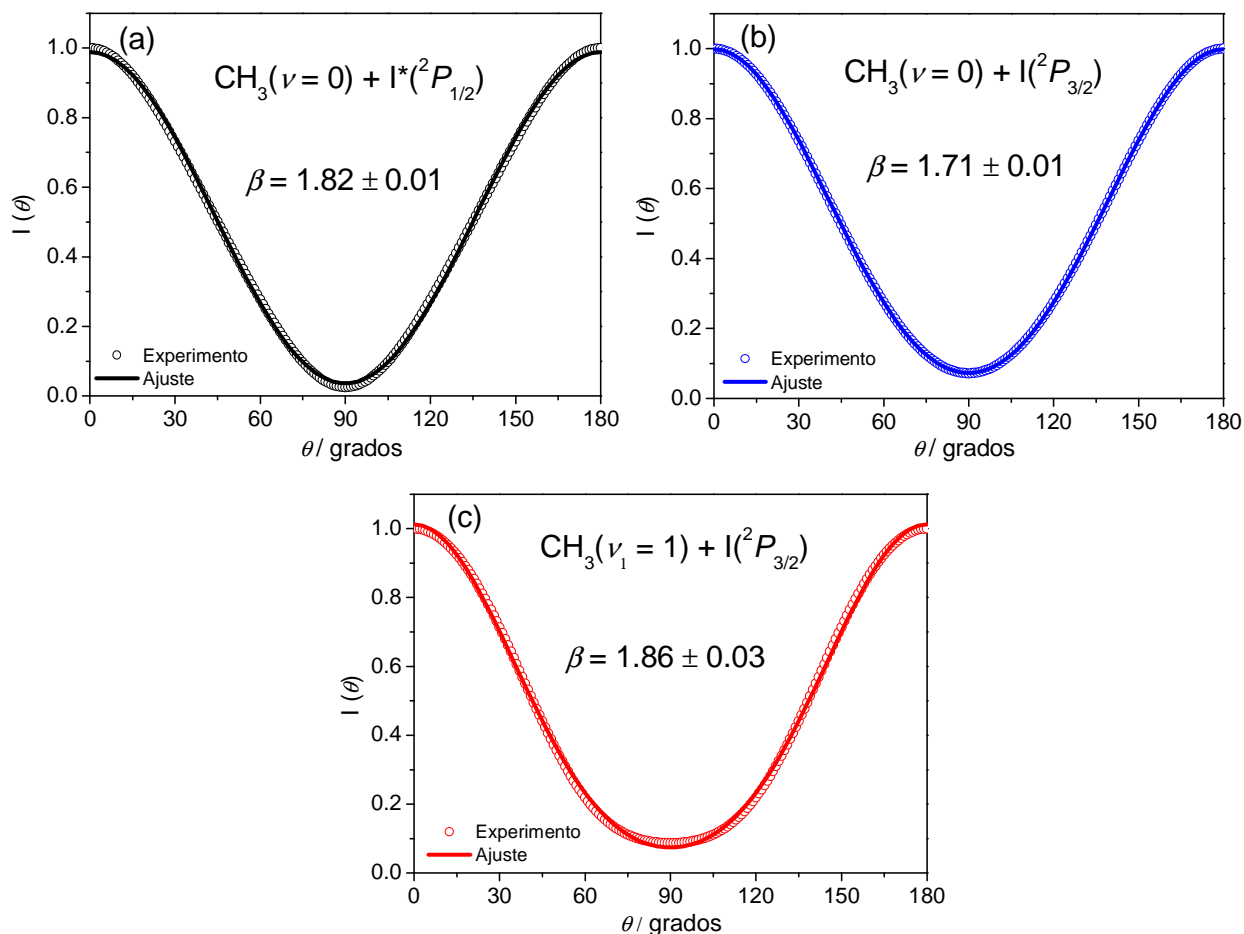 (a)
CH₃(ν = 0) + I*(²P₁/₂)
β = 1.82 ± 0.01
I (θ)
1.0
0.8
0.6
0.4
0.2
0.0
Experimento
Ajuste
0 30 60 90 120 150 180
θ / grados
(b)
CH₃(ν = 0) + I(²P₃/₂)
β = 1.71 ± 0.01
I (θ)
1.0
0.8
0.6
0.4
0.2
0.0
Experimento
Ajuste
0 30 60 90 120 150 180
θ / grados
(c)
CH₃(ν₁ = 1) + I(²P₃/₂)
β = 1.86 ± 0.03
I (θ)
1.0
0.8
0.6
0.4
0.2
0.0
Experimento
Ajuste
0 30 60 90 120 150 180
θ / grados